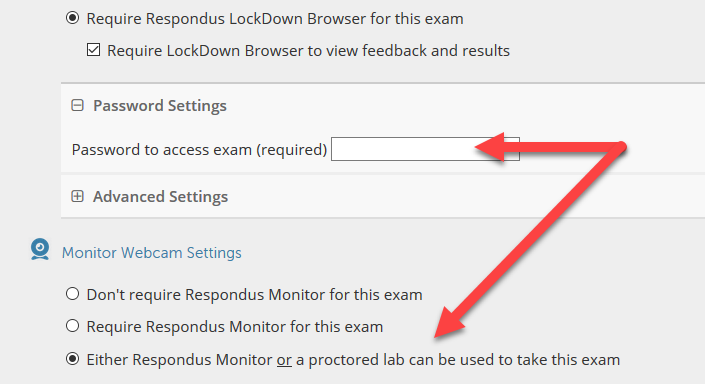 Require Respondus LockDown Browser for this exam
Require LockDown Browser to view feedback and results
Password Settings
Password to access exam (required)
Advanced Settings
Monitor Webcam Settings
Don't require Respondus Monitor for this exam
Require Respondus Monitor for this exam
Either Respondus Monitor or a proctored lab can be used to take this exam